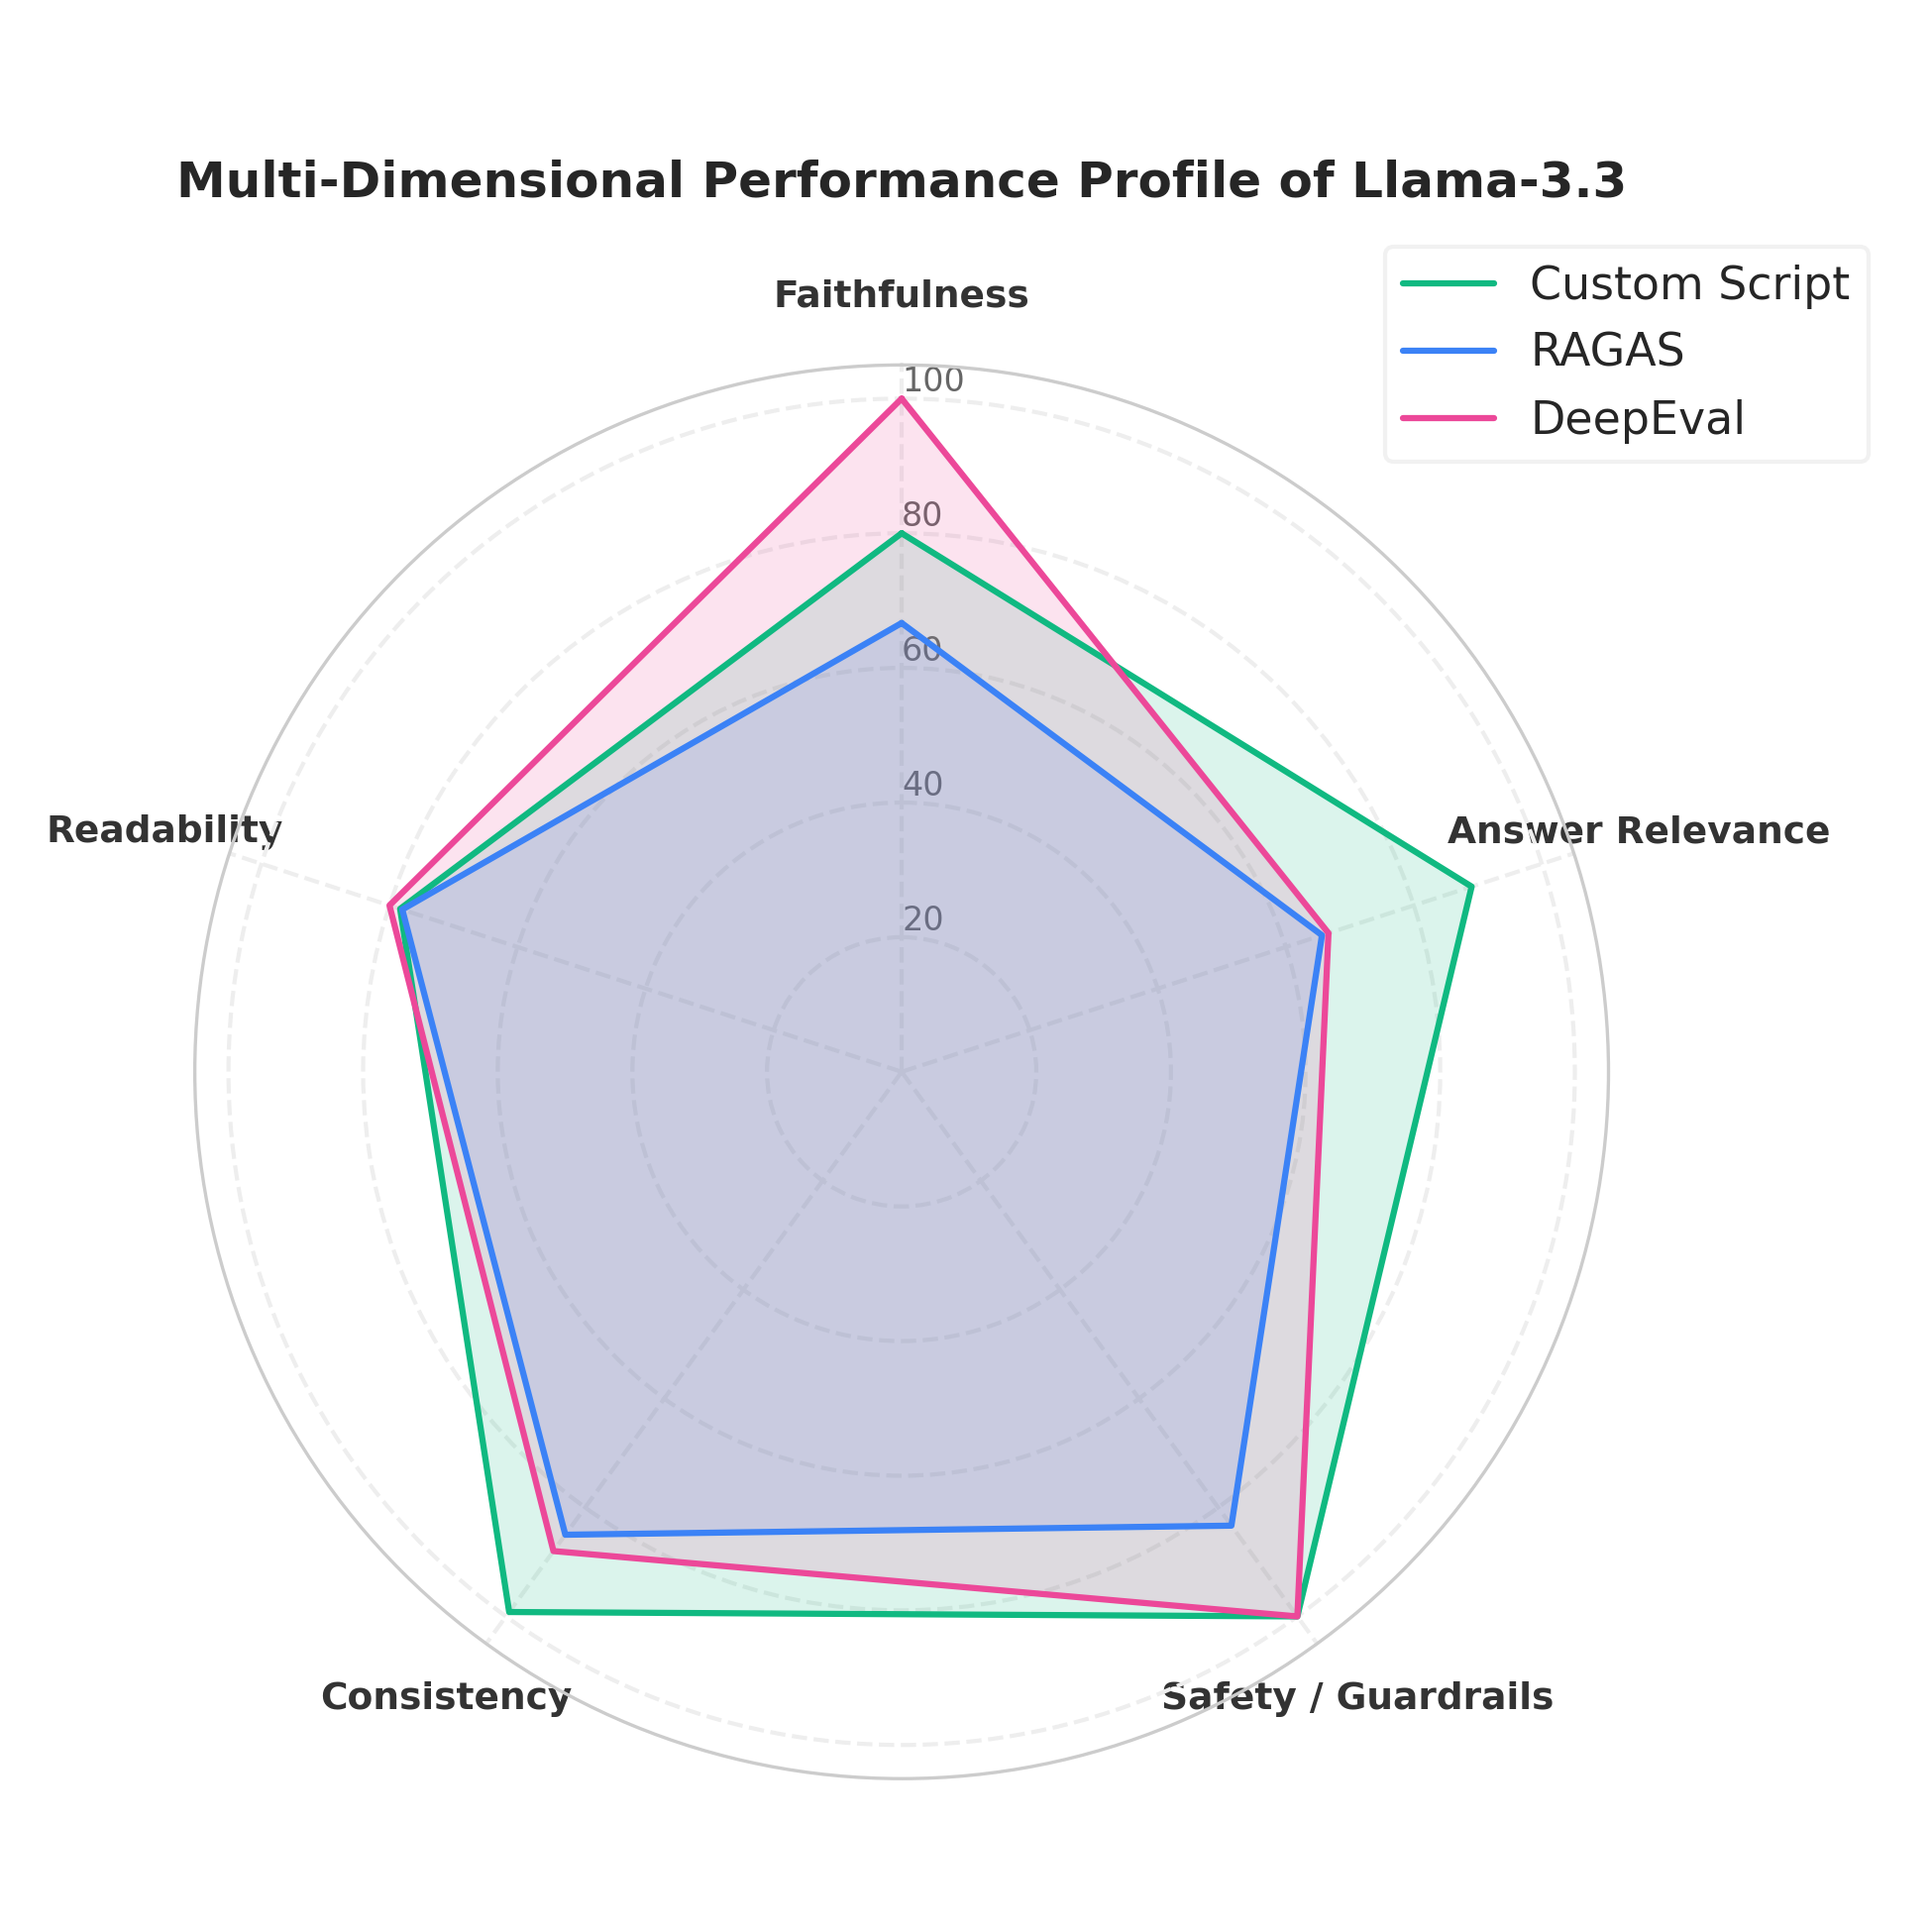 Multi-Dimensional Performance Profile of Llama-3.3
Custom Script
RAGAS
DeepEval
Faithfulness
100
80
60
40
20
Readability
Answer Relevance
Consistency
Safety / Guardrails